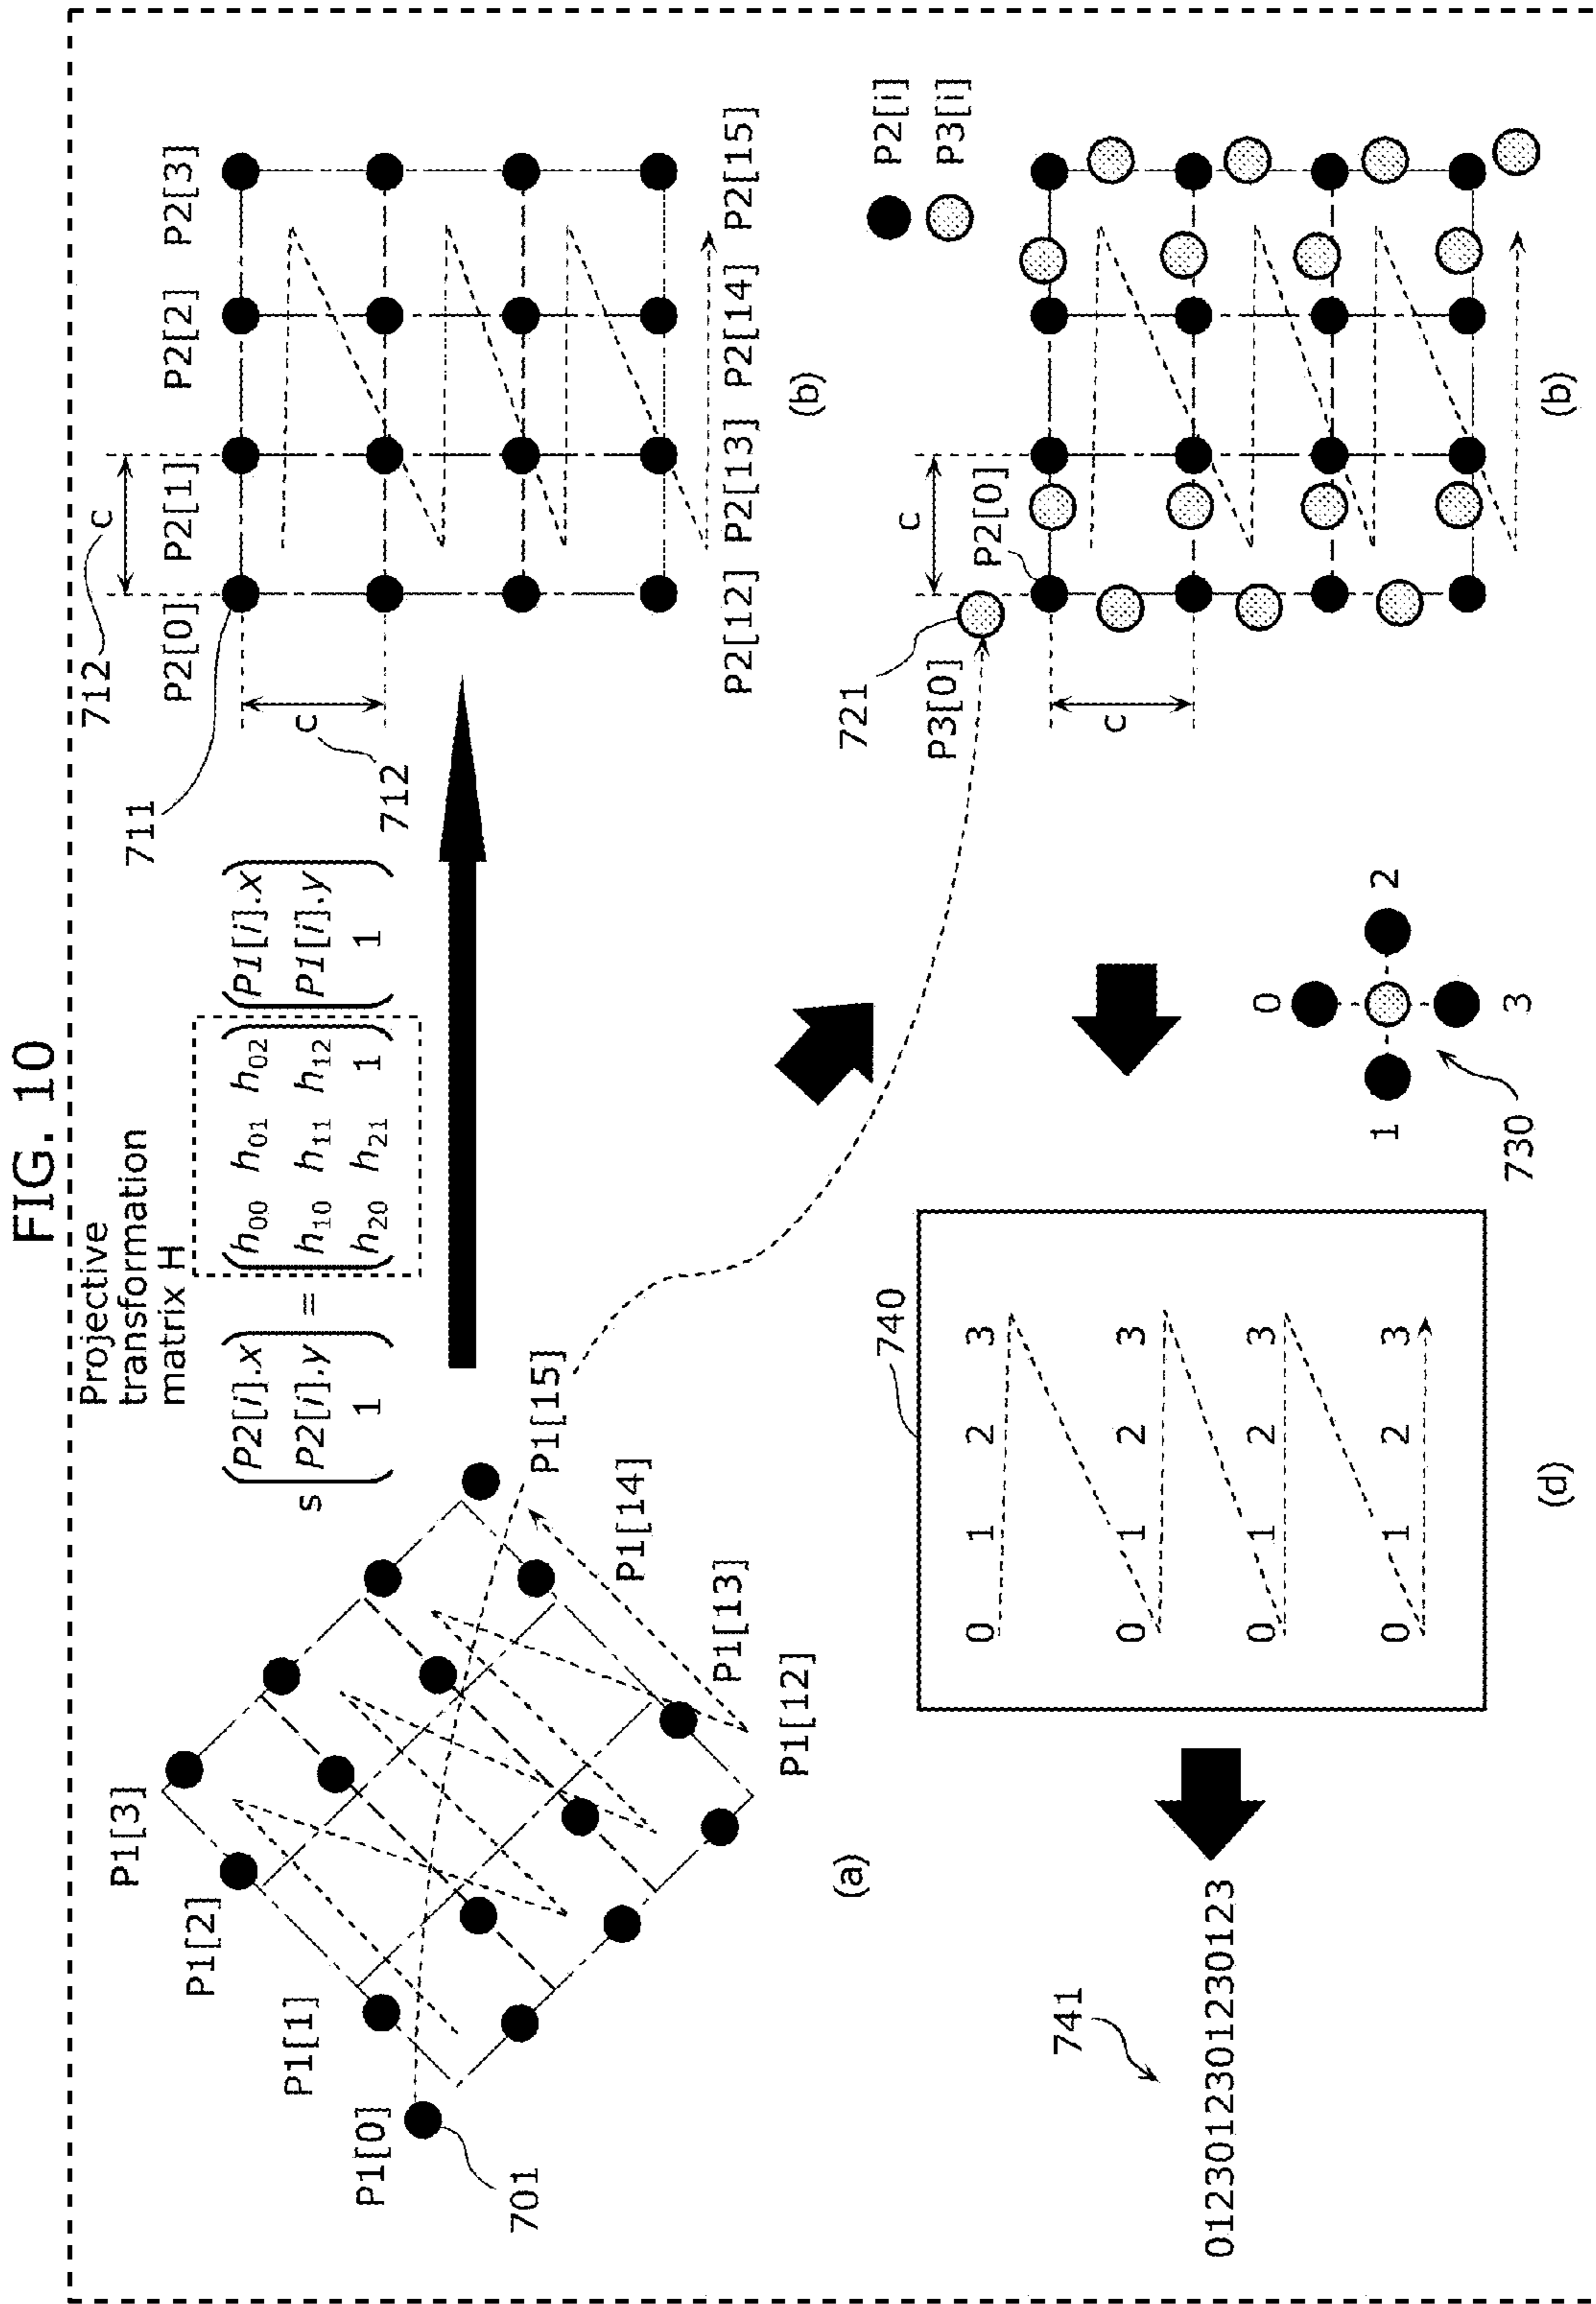 FIG. 10
Projective
transformation
matrix H
s (P2[i].x P2[i].y 1) = (h00 h01 h02 h10 h11 h12 h20 h21 1) (P1[i].x P1[i].y 1)
P1[0]
P1[1]
P1[2]
P1[3]
P1[12]
P1[13]
P1[14]
P1[15]
701
(a)
711
712
712
c
c
P2[0] P2[1] P2[2] P2[3]
P2[12] P2[13] P2[14] P2[15]
(b)
P2[i]
P3[i]
721
P3[0]
P2[0]
c
c
(b)
0
1
2
3
730
740
0 1 2 3
0 1 2 3
0 1 2 3
0 1 2 3
(d)
741
0123012301230123